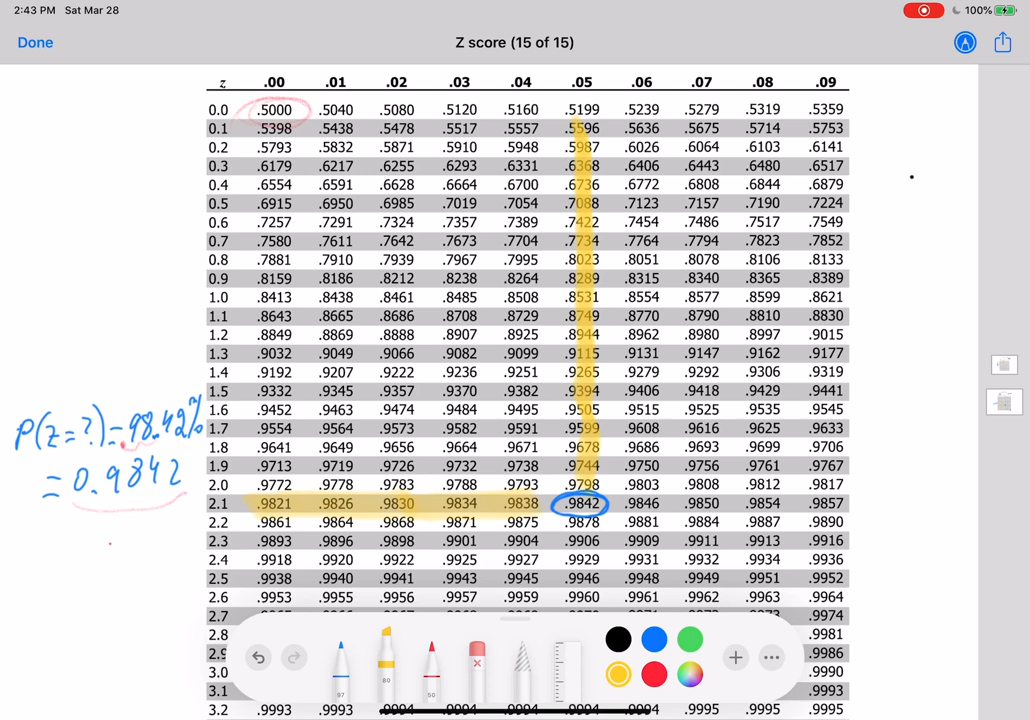 2:43 PM Sat Mar 28
100%
Done
Z score (15 of 15)
z .00 .01 .02 .03 .04 .05 .06 .07 .08 .09
0.0 .5000 .5040 .5080 .5120 .5160 .5199 .5239 .5279 .5319 .5359
0.1 .5398 .5438 .5478 .5517 .5557 .5596 .5636 .5675 .5714 .5753
0.2 .5793 .5832 .5871 .5910 .5948 .5987 .6026 .6064 .6103 .6141
0.3 .6179 .6217 .6255 .6293 .6331 .6368 .6406 .6443 .6480 .6517
0.4 .6554 .6591 .6628 .6664 .6700 .6736 .6772 .6808 .6844 .6879
0.5 .6915 .6950 .6985 .7019 .7054 .7088 .7123 .7157 .7190 .7224
0.6 .7257 .7291 .7324 .7357 .7389 .7422 .7454 .7486 .7517 .7549
0.7 .7580 .7611 .7642 .7673 .7704 .7734 .7764 .7794 .7823 .7852
0.8 .7881 .7910 .7939 .7967 .7995 .8023 .8051 .8078 .8106 .8133
0.9 .8159 .8186 .8212 .8238 .8264 .8289 .8315 .8340 .8365 .8389
1.0 .8413 .8438 .8461 .8485 .8508 .8531 .8554 .8577 .8599 .8621
1.1 .8643 .8665 .8686 .8708 .8729 .8749 .8770 .8790 .8810 .8830
1.2 .8849 .8869 .8888 .8907 .8925 .8944 .8962 .8980 .8997 .9015
1.3 .9032 .9049 .9066 .9082 .9099 .9115 .9131 .9147 .9162 .9177
1.4 .9192 .9207 .9222 .9236 .9251 .9265 .9279 .9292 .9306 .9319
1.5 .9332 .9345 .9357 .9370 .9382 .9394 .9406 .9418 .9429 .9441
1.6 .9452 .9463 .9474 .9484 .9495 .9505 .9515 .9525 .9535 .9545
1.7 .9554 .9564 .9573 .9582 .9591 .9599 .9608 .9616 .9625 .9633
1.8 .9641 .9649 .9656 .9664 .9671 .9678 .9686 .9693 .9699 .9706
1.9 .9713 .9719 .9726 .9732 .9738 .9744 .9750 .9756 .9761 .9767
2.0 .9772 .9778 .9783 .9788 .9793 .9798 .9803 .9808 .9812 .9817
2.1 .9821 .9826 .9830 .9834 .9838 .9842 .9846 .9850 .9854 .9857
2.2 .9861 .9864 .9868 .9871 .9875 .9878 .9881 .9884 .9887 .9890
2.3 .9893 .9896 .9898 .9901 .9904 .9906 .9909 .9911 .9913 .9916
2.4 .9918 .9920 .9922 .9925 .9927 .9929 .9931 .9932 .9934 .9936
2.5 .9938 .9940 .9941 .9943 .9945 .9946 .9948 .9949 .9951 .9952
2.6 .9953 .9955 .9956 .9957 .9959 .9960 .9961 .9962 .9963 .9964
2.7 .9974
2.8 .9981
2.9 .9986
3.0 .9990
3.1 .9993
3.2 .9993 .9993 .9994 .9994 .9994 .9994 .9995 .9995 .9995
P(Z=?)=98.42%
=0.9842
97 80 50